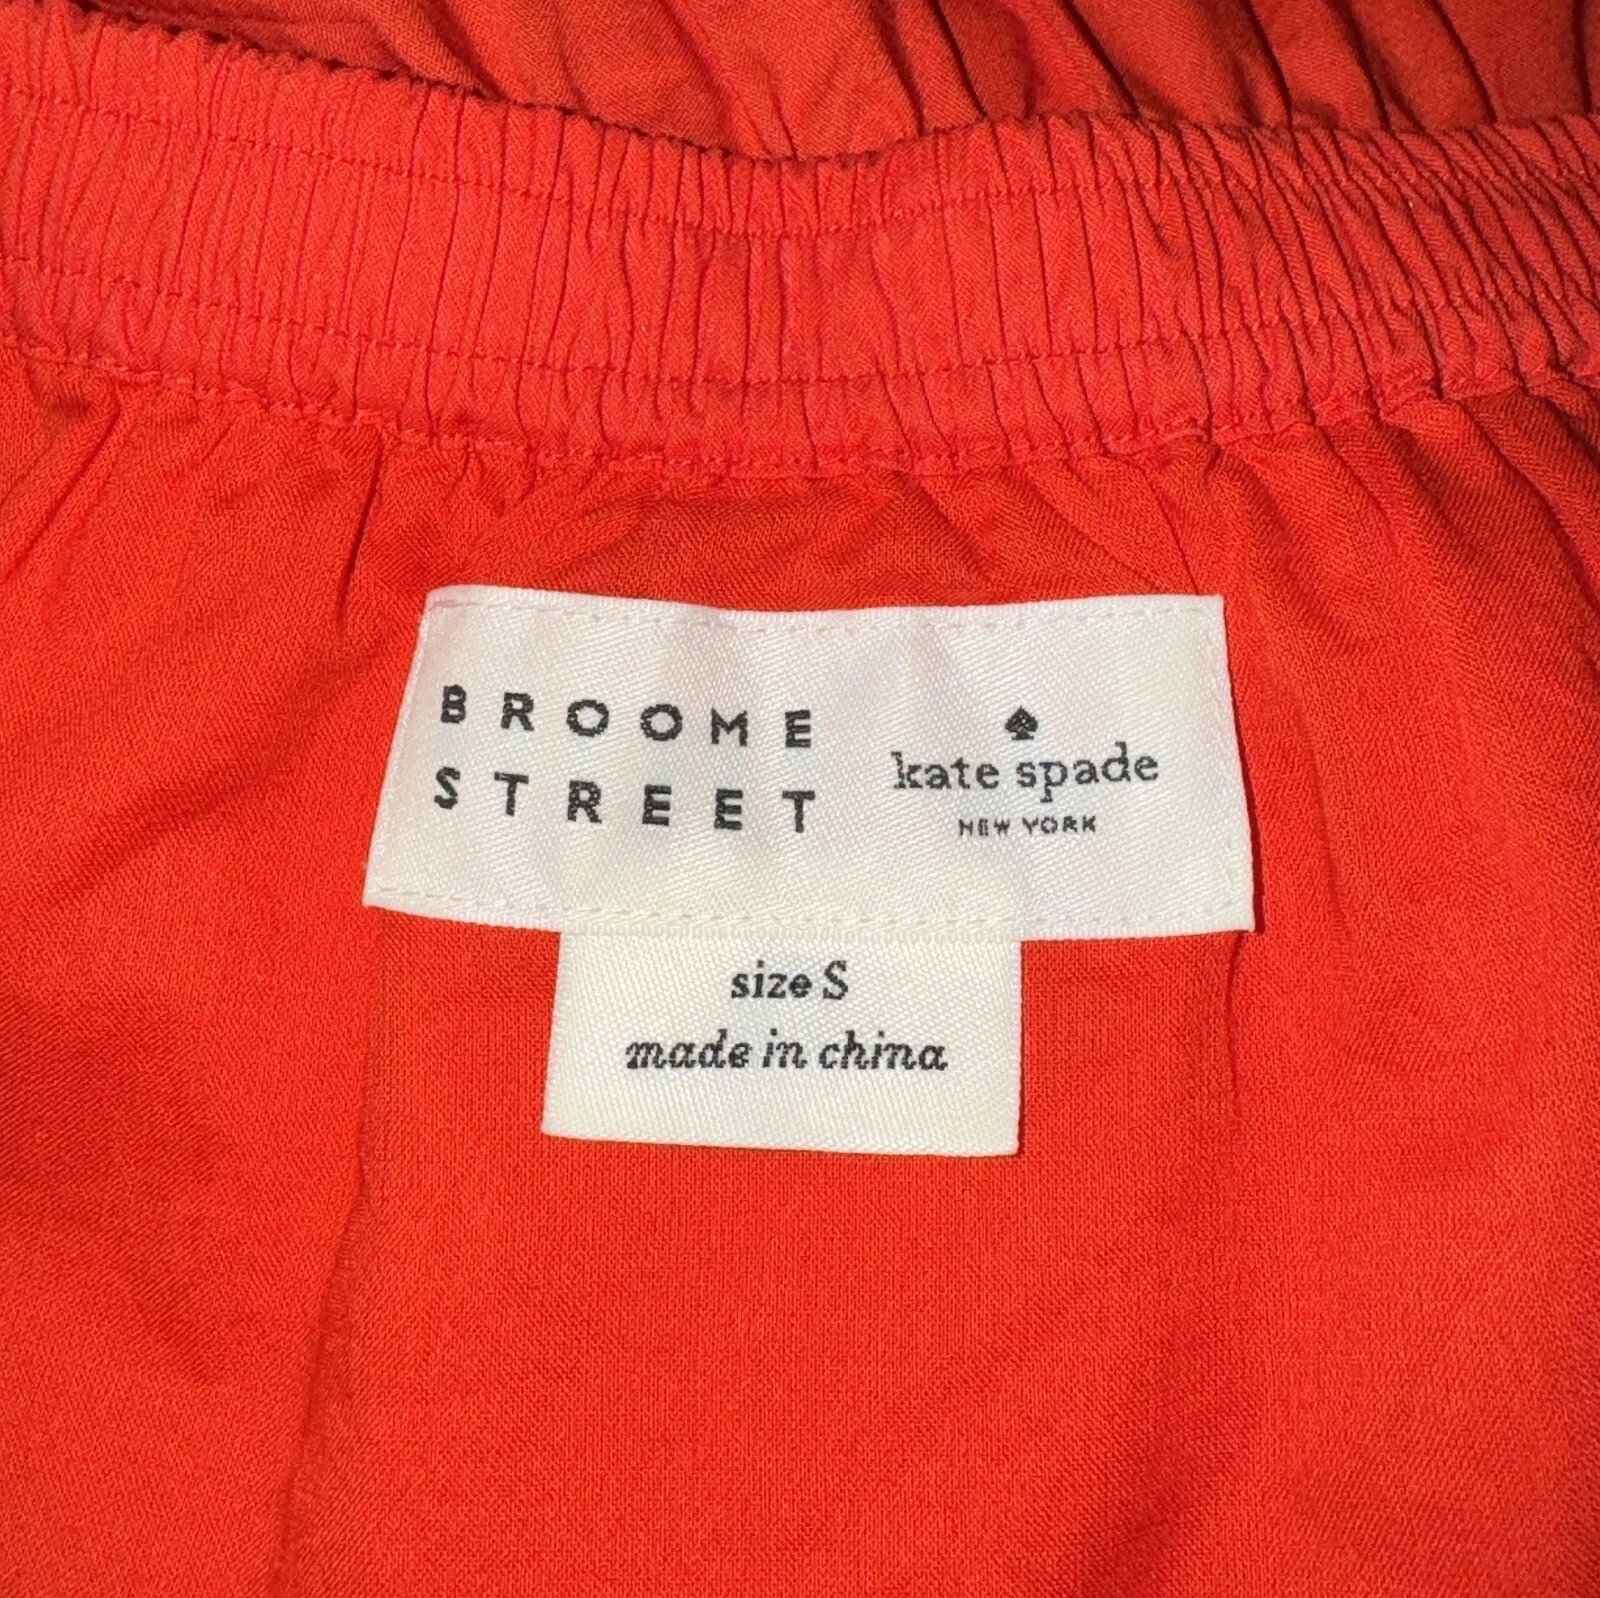 BROOME
STREET
kate spade
NEW YORK
size S
made in china